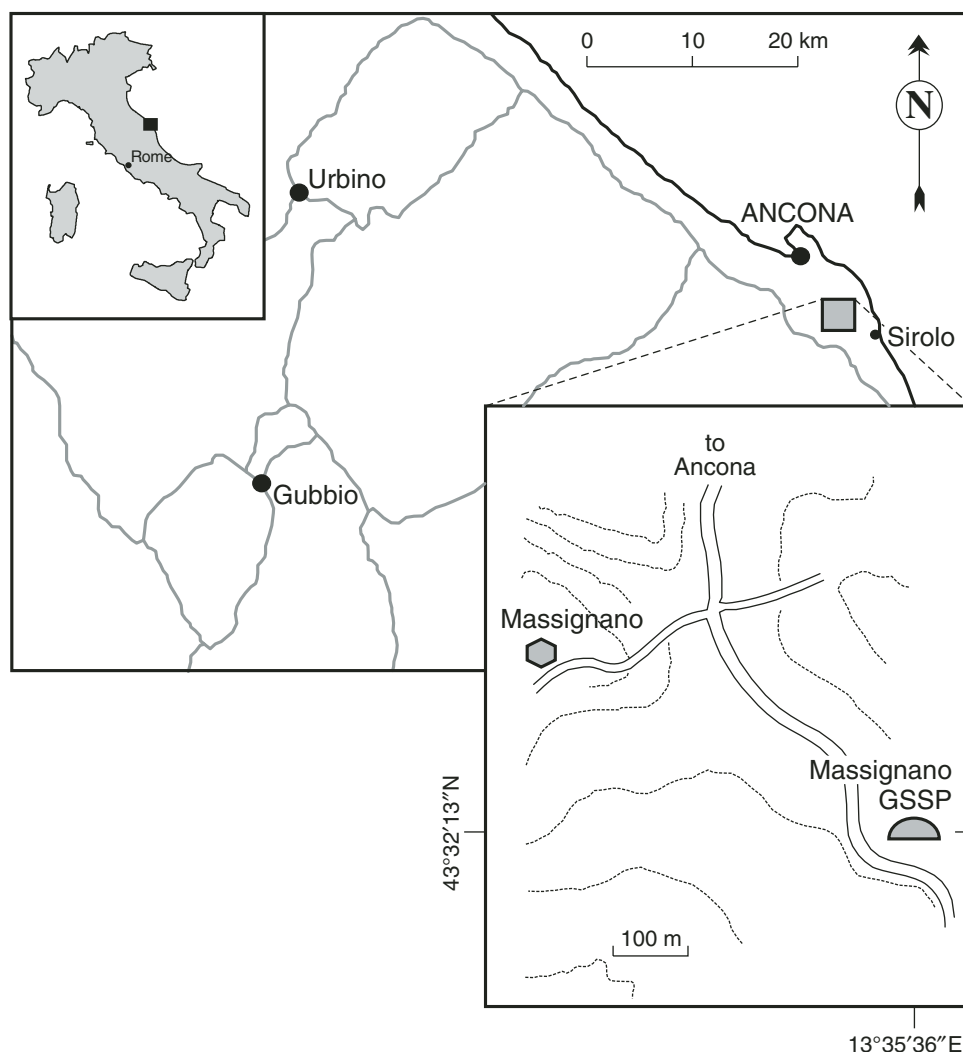 Rome
0 10 20 km
N
Urbino
ANCONA
Sirolo
Gubbio
to
Ancona
Massignano
Massignano
GSSP
43°32′13″N
100 m
13°35′36″E